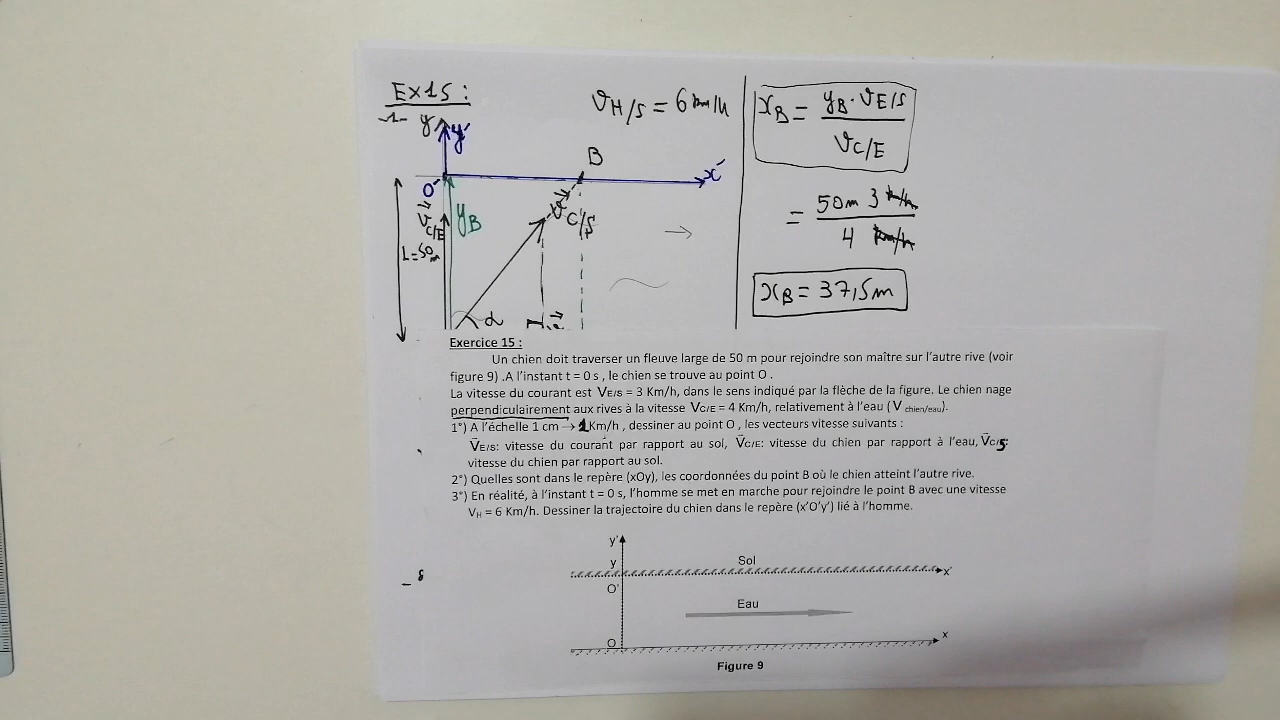 Ex15 :
1- y y'
𝑣H/S = 6 km/h
B
O' x'
V⃗C/E yB V⃗C/S
L=50m
α
xB = yB · VE/S / VC/E
= 50m 3 km/h / 4 km/h
xB = 37,5m
Exercice 15 :
Un chien doit traverser un fleuve large de 50 m pour rejoindre son maître sur l'autre rive (voir
figure 9) .A l'instant t = 0 s , le chien se trouve au point O .
La vitesse du courant est VE/S = 3 Km/h, dans le sens indiqué par la flèche de la figure. Le chien nage
perpendiculairement aux rives à la vitesse VC/E = 4 Km/h, relativement à l'eau ( V chien/eau).
1°) A l'échelle 1 cm → 1Km/h , dessiner au point O , les vecteurs vitesse suivants :
V⃗E/S: vitesse du courant par rapport au sol, V⃗C/E: vitesse du chien par rapport à l'eau, V⃗C/S:
vitesse du chien par rapport au sol.
2°) Quelles sont dans le repère (xOy), les coordonnées du point B où le chien atteint l'autre rive.
3°) En réalité, à l'instant t = 0 s, l'homme se met en marche pour rejoindre le point B avec une vitesse
VH = 6 Km/h. Dessiner la trajectoire du chien dans le repère (x'O'y') lié à l'homme.
y'
y Sol
x'
O'
Eau
O x
Figure 9